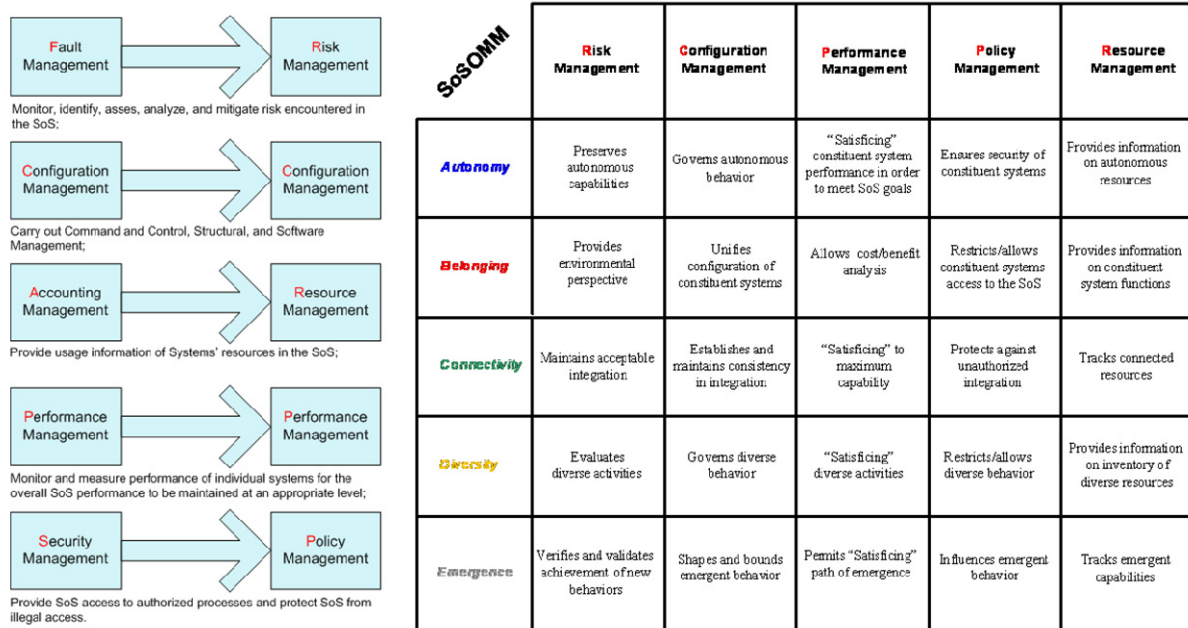 Fault
Management
Risk
Management
Monitor, identify, asses, analyze, and mitigate risk encountered in
the SoS;
Configuration
Management
Configuration
Management
Carry out Command and Control, Structural, and Software
Management;
Accounting
Management
Resource
Management
Provide usage information of Systems' resources in the SoS;
Performance
Management
Performance
Management
Monitor and measure performance of individual systems for the
overall SoS performance to be maintained at an appropriate level;
Security
Management
Policy
Management
Provide SoS access to authorized processes and protect SoS from
illegal access.
SoSOMM
Risk
Management
Configuration
Management
Performance
Management
Policy
Management
Resource
Management
Autonomy
Preserves
autonomous
capabilities
Governs autonomous
behavior
“Satisficing”
constituent system
performance in order
to meet SoS goals
Ensures security of
constituent systems
Provides information
on autonomous
resources
Belonging
Provides
environmental
perspective
Unifies
configuration of
constituent systems
Allows cost/benefit
analysis
Restricts/allows
constituent systems
access to the SoS
Provides information
on constituent
system functions
Connectivity
Maintains acceptable
integration
Establishes and
maintains consistency
in integration
“Satisficing” to
maximum
capability
Protects against
unauthorized
integration
Tracks connected
resources
Diversity
Evaluates
diverse activities
Governs diverse
behavior
“Satisficing”
diverse activities
Restricts/allows
diverse behavior
Provides information
on inventory of
diverse resources
Emergence
Verifies and validates
achievement of new
behaviors
Shapes and bounds
emergent behavior
Permits “Satisficing”
path of emergence
Influences emergent
behavior
Tracks emergent
capabilities